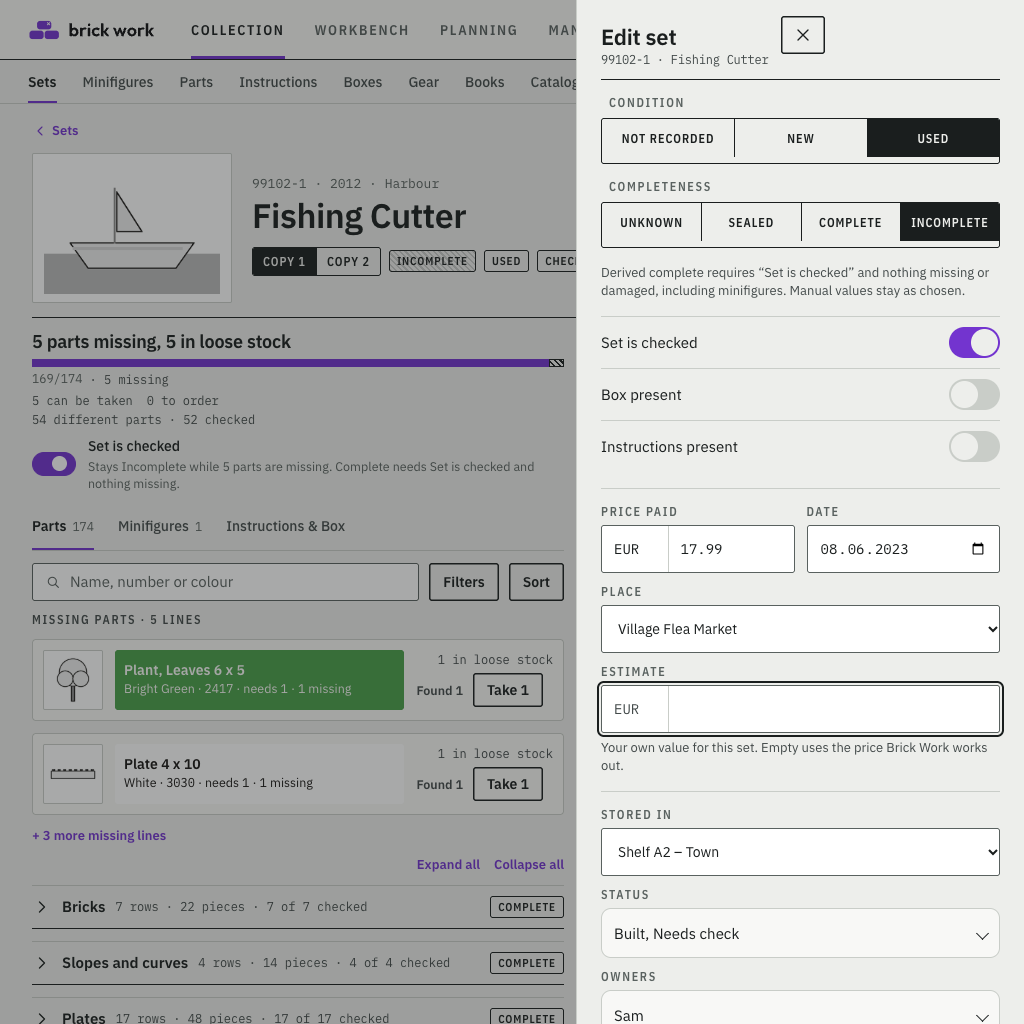 brick work
COLLECTION
WORKBENCH
PLANNING
Sets
Minifigures
Parts
Instructions
Boxes
Gear
Books
Sets
99102-1 · 2012 · Harbour
Fishing Cutter
COPY 1
COPY 2
INCOMPLETE
USED
5 parts missing, 5 in loose stock
169/174 · 5 missing
5 can be taken 0 to order
54 different parts · 52 checked
Set is checked
Stays Incomplete while 5 parts are missing. Complete needs Set is checked and
nothing missing.
Parts 174
Minifigures 1
Instructions & Box
Name, number or colour
Filters
Sort
MISSING PARTS · 5 LINES
Plant, Leaves 6 x 5
Bright Green · 2417 · needs 1 · 1 missing
1 in loose stock
Found 1
Take 1
Plate 4 x 10
White · 3030 · needs 1 · 1 missing
1 in loose stock
Found 1
Take 1
+ 3 more missing lines
Expand all
Collapse all
Bricks 7 rows · 22 pieces · 7 of 7 checked
COMPLETE
Slopes and curves 4 rows · 14 pieces · 4 of 4 checked
COMPLETE
Plates 17 rows · 48 pieces · 17 of 17 checked
COMPLETE
Edit set
99102-1 · Fishing Cutter
CONDITION
NOT RECORDED
NEW
USED
COMPLETENESS
UNKNOWN
SEALED
COMPLETE
INCOMPLETE
Derived complete requires “Set is checked” and nothing missing or
damaged, including minifigures. Manual values stay as chosen.
Set is checked
Box present
Instructions present
PRICE PAID
EUR 17.99
DATE
08.06.2023
PLACE
Village Flea Market
ESTIMATE
EUR
Your own value for this set. Empty uses the price Brick Work works
out.
STORED IN
Shelf A2 – Town
STATUS
Built, Needs check
OWNERS
Sam